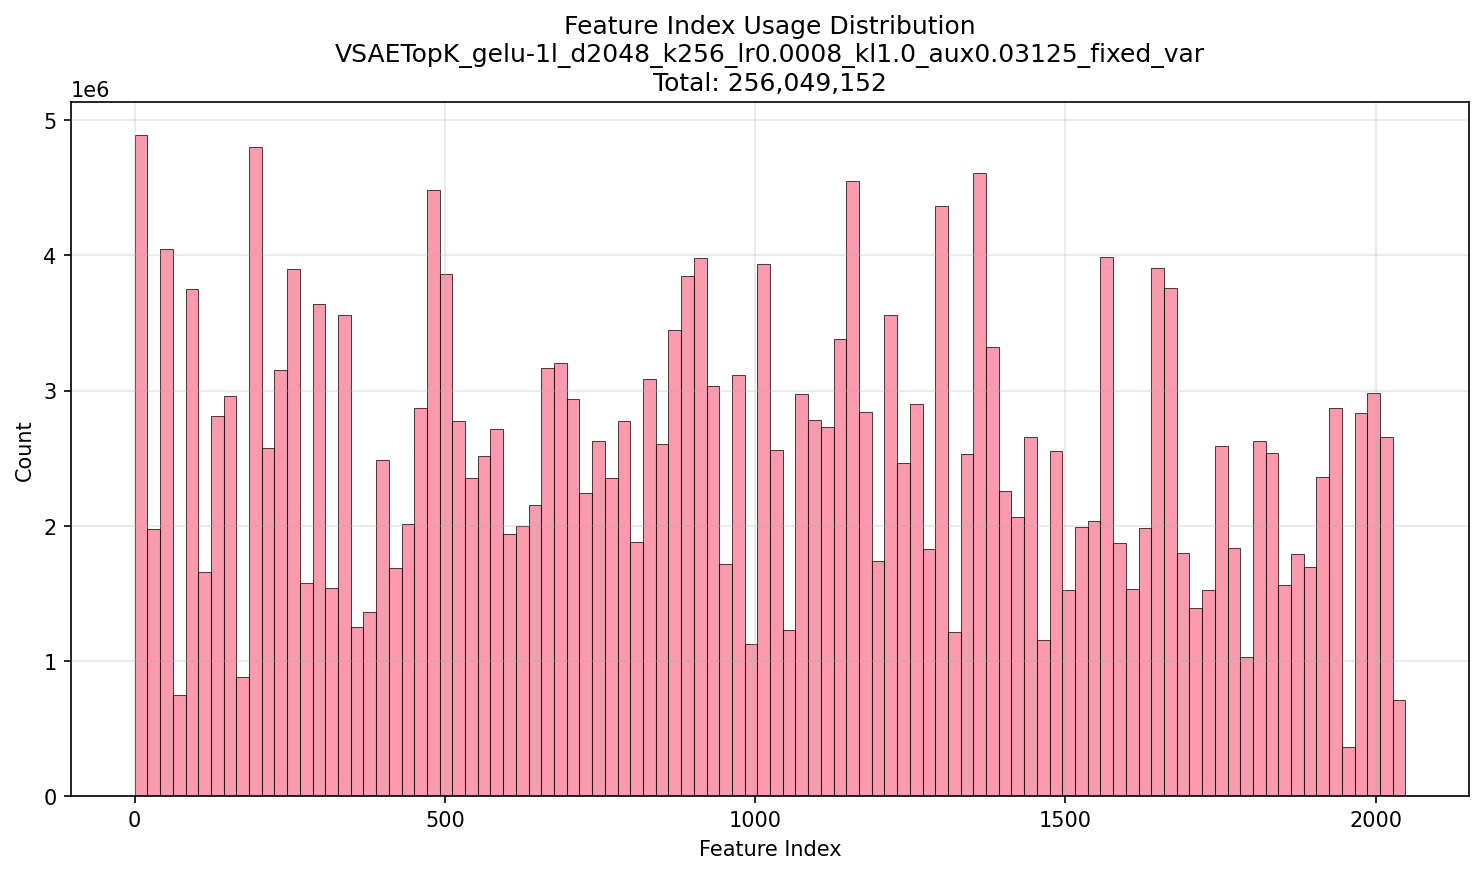 Feature Index Usage Distribution
VSAETopK_gelu-1l_d2048_k256_lr0.0008_kl1.0_aux0.03125_fixed_var
Total: 256,049,152
1e6
5
4
3
2
1
0
Count
0 500 1000 1500 2000
Feature Index